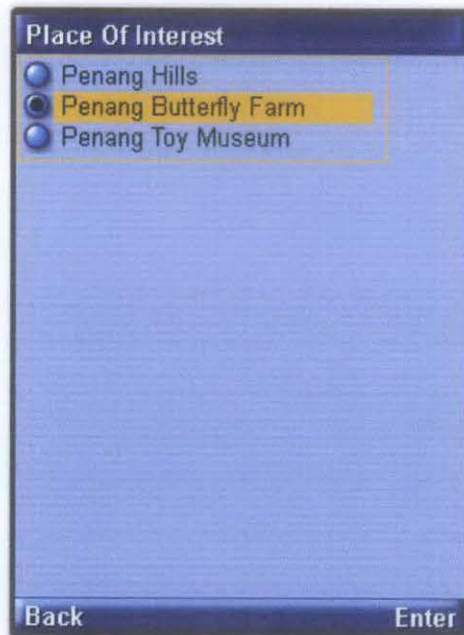 Place Of Interest
Penang Hills
Penang Butterfly Farm
Penang Toy Museum
Back Enter